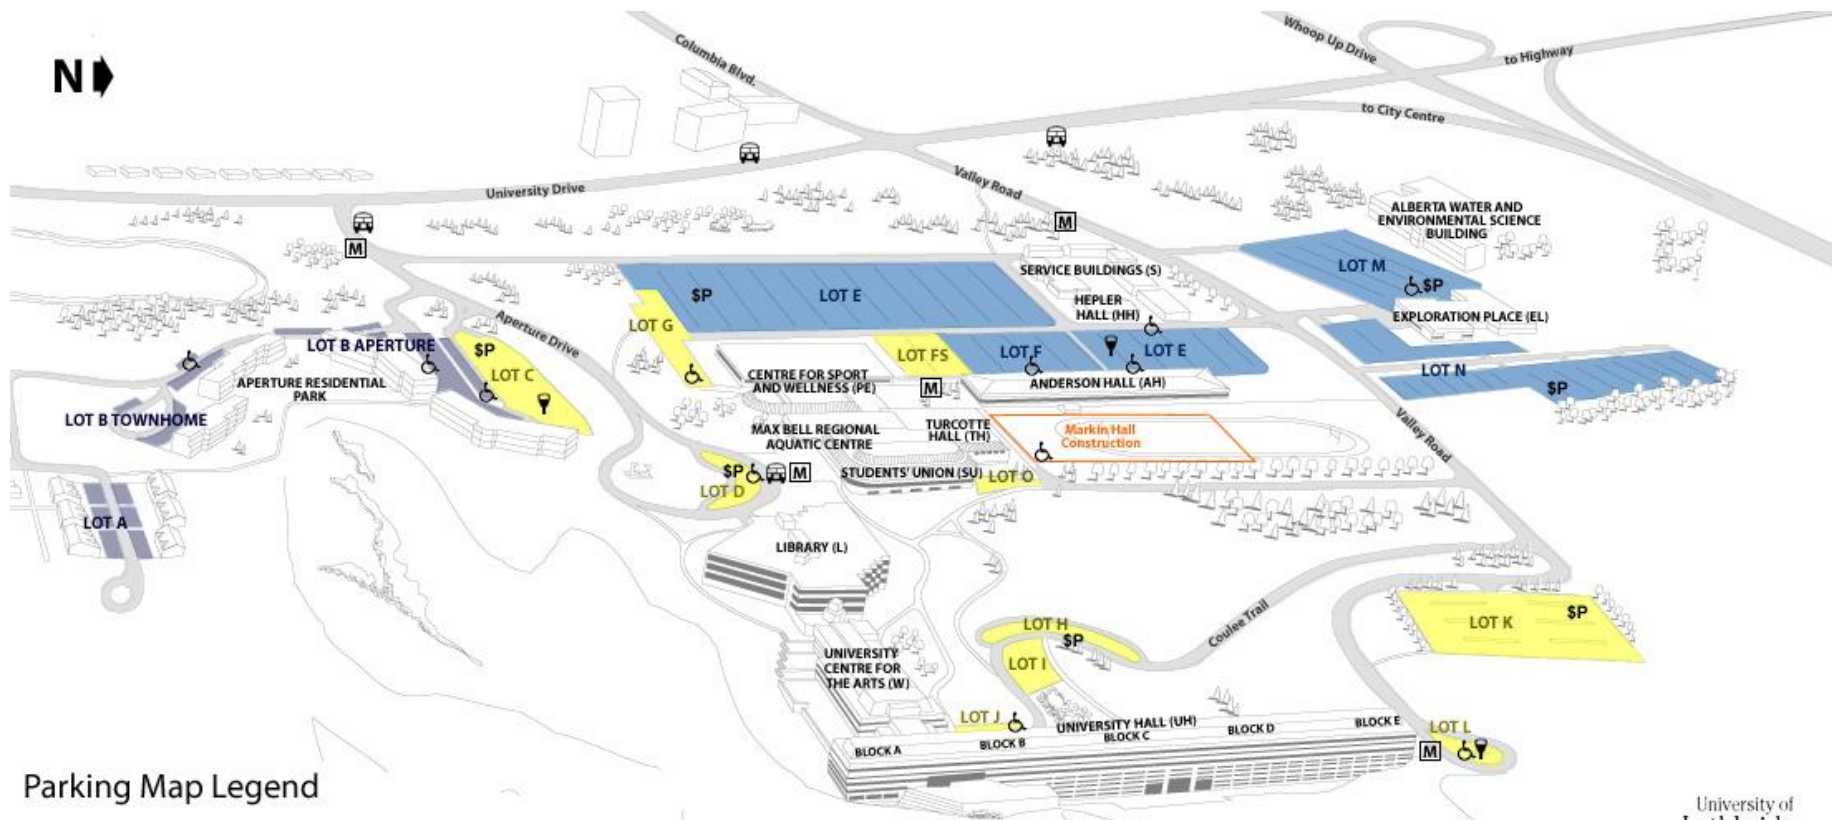 Whoop Up Drive
to Highway
Columbia Blvd.
N
to City Centre
University Drive
Valley Road
ALBERTA WATER AND
ENVIRONMENTAL SCIENCE
BUILDING
M
M
SERVICE BUILDINGS (S)
LOT M
$P
$P
LOT E
HEPLER
HALL (HH)
EXPLORATION PLACE (EL)
LOT G
Aperture Drive
LOT B APERTURE
$P
LOT C
LOT FS
LOT F
LOT E
CENTRE FOR SPORT
AND WELLNESS (PE)
M
ANDERSON HALL (AH)
LOT N
$P
APERTURE RESIDENTIAL
PARK
LOT B TOWNHOME
MAX BELL REGIONAL
AQUATIC CENTRE
TURCOTTE
HALL (TH)
Markin Hall
Construction
Valley Road
$P
M
STUDENTS' UNION (SU)
LOT O
LOT D
LOT A
LIBRARY (L)
Coulee Trail
LOT H
$P
LOT K
$P
LOT I
UNIVERSITY
CENTRE FOR
THE ARTS (W)
LOT J
UNIVERSITY HALL (UH)
BLOCK A
BLOCK B
BLOCK C
BLOCK D
BLOCK E
LOT L
M
Parking Map Legend
University of